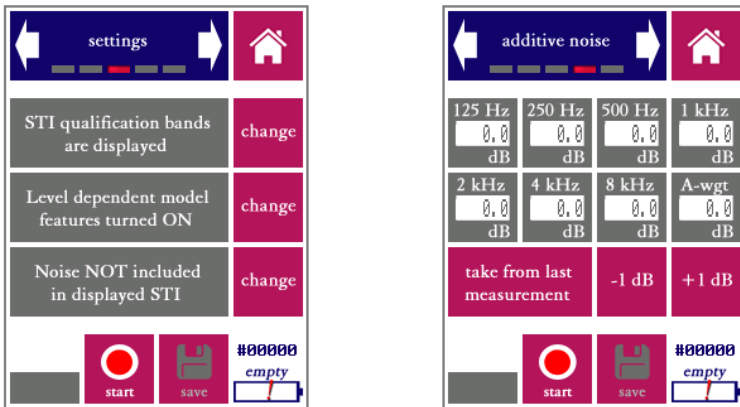 settings
STI qualification bands
are displayed
change
Level dependent model
features turned ON
change
Noise NOT included
in displayed STI
change
start
save
#00000
empty
!
additive noise
125 Hz
0.0
dB
250 Hz
0.0
dB
500 Hz
0.0
dB
1 kHz
0.0
dB
2 kHz
0.0
dB
4 kHz
0.0
dB
8 kHz
0.0
dB
A-wgt
0.0
dB
take from last
measurement
-1 dB
+1 dB
start
save
#00000
empty
!